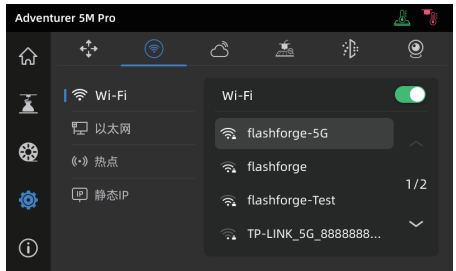 Adventurer 5M Pro
Wi-Fi
以太网
热点
IP 静态IP
Wi-Fi
flashforge-5G
flashforge
flashforge-Test
TP-LINK_5G_8888888...
1/2